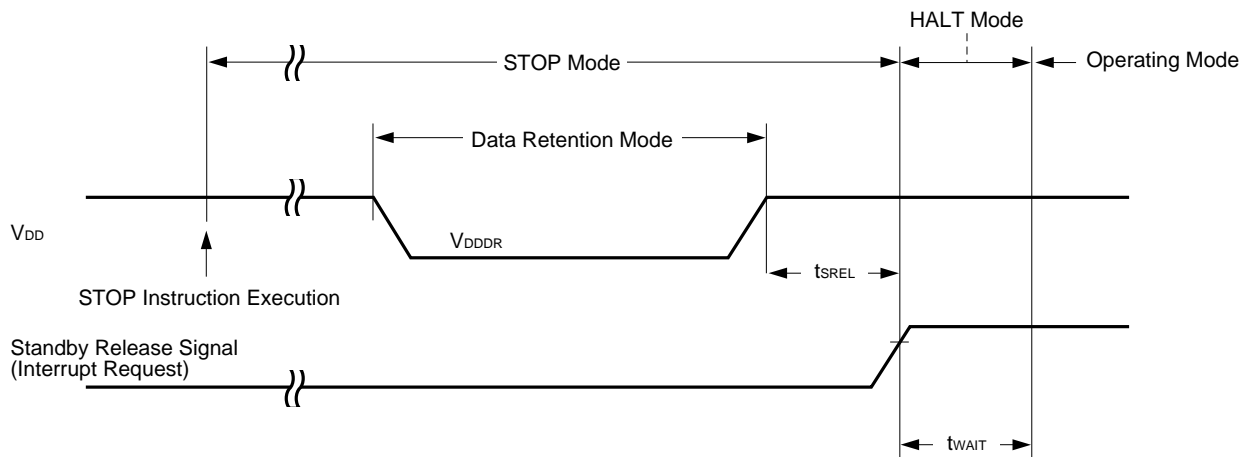 HALT Mode
STOP Mode
Operating Mode
Data Retention Mode
VDD
VDDDR
tSREL
STOP Instruction Execution
Standby Release Signal
(Interrupt Request)
tWAIT